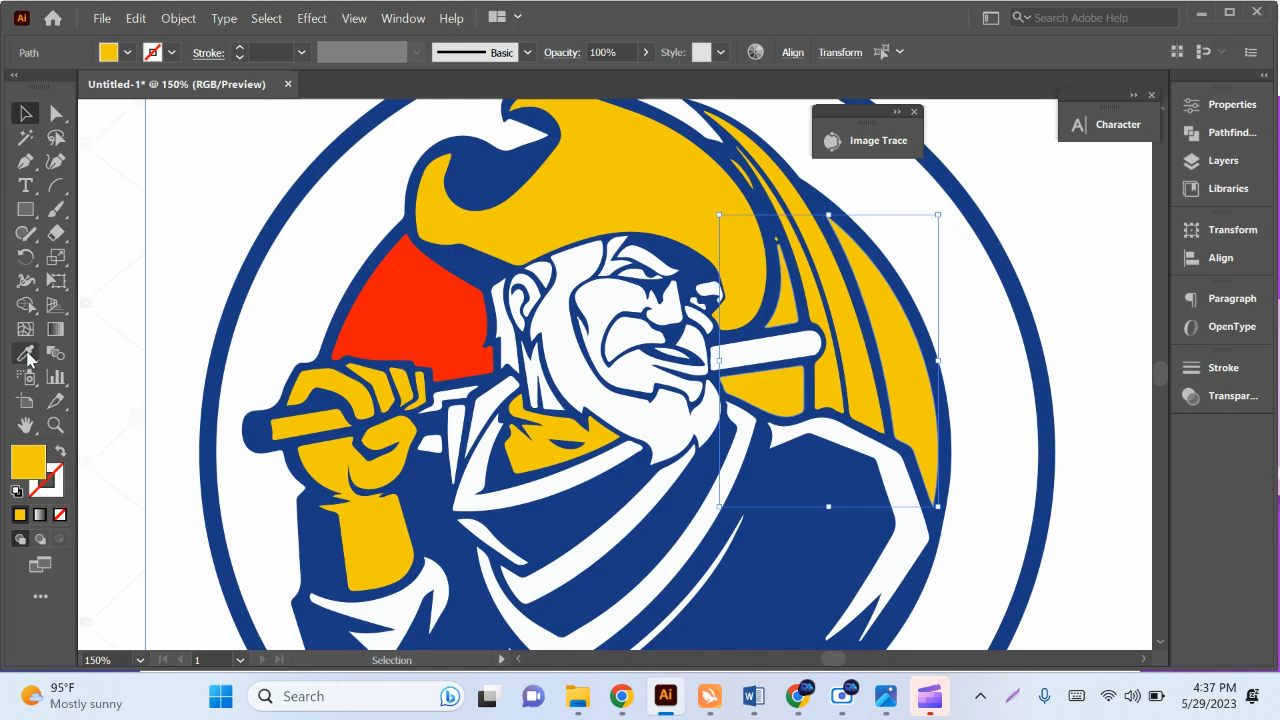 Ai File Edit Object Type Select Effect View Window Help Search Adobe Help
Path Stroke: Basic Opacity: 100% Style: Align Transform
Untitled-1* @ 150% (RGB/Preview)
Image Trace
Character
Properties
Pathfind...
Layers
Libraries
Transform
Align
Paragraph
OpenType
Stroke
Transpar...
150% 1 Selection
95°F
Mostly sunny
Search
Ai
4:37 PM
5/29/2023